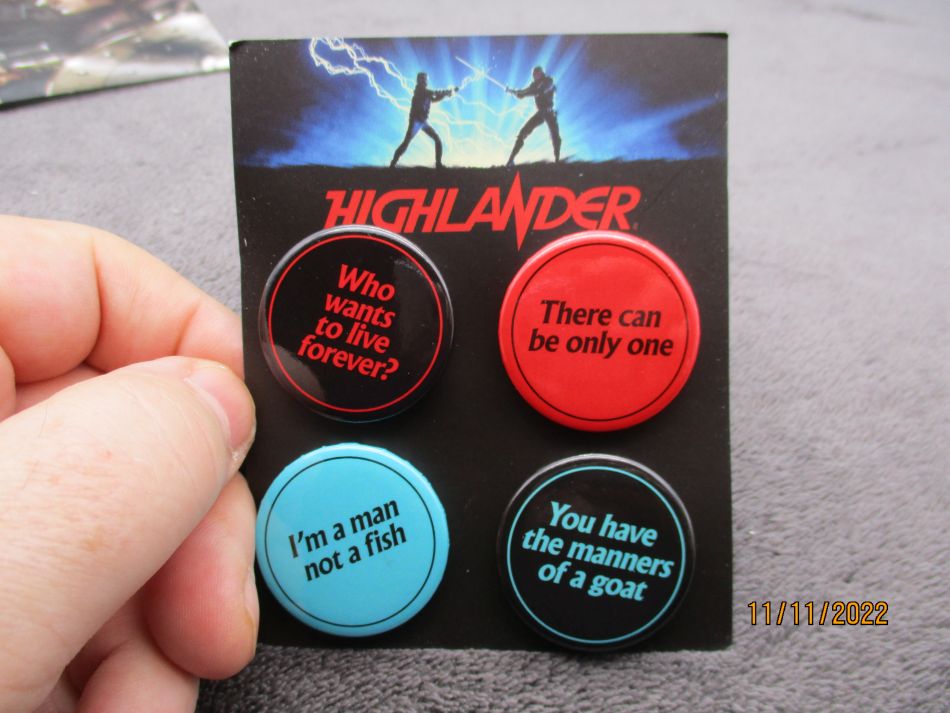 HIGHLANDER
Who
wants
to live
forever?
There can
be only one
I'm a man
not a fish
You have
the manners
of a goat
11/11/2022